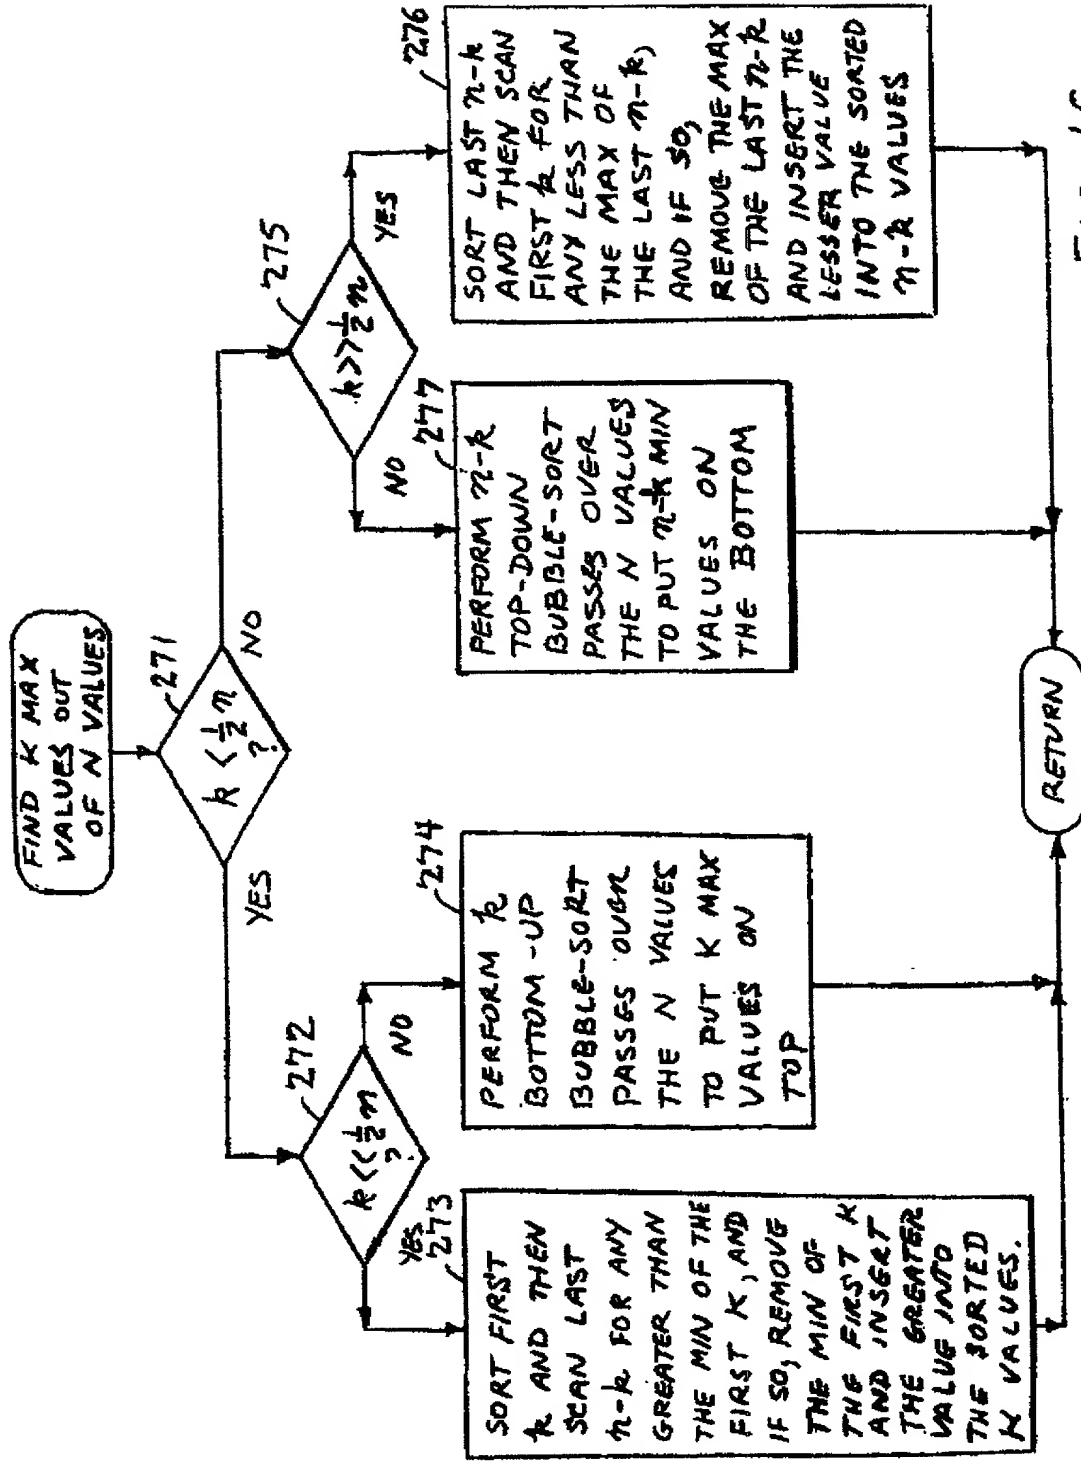 FIND K MAX
VALUES OUT
OF N VALUES
271
k < 1/2 n
?
YES
NO
272
k << 1/2 n
?
YES
NO
275
k >> 1/2 n
NO
YES
273
SORT FIRST
k AND THEN
SCAN LAST
n-k FOR ANY
GREATER THAN
THE MIN OF THE
FIRST K, AND
IF SO, REMOVE
THE MIN OF
THE FIRST K
AND INSERT
THE GREATER
VALUE INTO
THE SORTED
K VALUES.
274
PERFORM k
BOTTOM-UP
BUBBLE-SORT
PASSES OVER
THE N VALUES
TO PUT K MAX
VALUES ON
TOP
277
PERFORM n-k
TOP-DOWN
BUBBLE-SORT
PASSES OVER
THE N VALUES
TO PUT n-k MIN
VALUES ON
THE BOTTOM
276
SORT LAST n-k
AND THEN SCAN
FIRST k FOR
ANY LESS THAN
THE MAX OF
THE LAST n-k,
AND IF SO,
REMOVE THE MAX
OF THE LAST n-k
AND INSERT THE
LESSER VALUE
INTO THE SORTED
n-k VALUES
RETURN